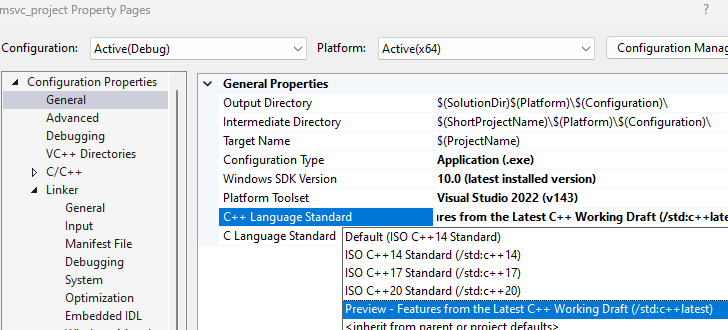 msvc_project Property Pages ?
Configuration: Active(Debug) Platform: Active(x64) Configuration Manag
Configuration Properties
General
Advanced
Debugging
VC++ Directories
C/C++
Linker
General
Input
Manifest File
Debugging
System
Optimization
Embedded IDL
General Properties
Output Directory $(SolutionDir)$(Platform)\$(Configuration)\
Intermediate Directory $(ShortProjectName)\$(Platform)\$(Configuration)\
Target Name $(ProjectName)
Configuration Type Application (.exe)
Windows SDK Version 10.0 (latest installed version)
Platform Toolset Visual Studio 2022 (v143)
C++ Language Standard ures from the Latest C++ Working Draft (/std:c++late
C Language Standard Default (ISO C++14 Standard)
ISO C++14 Standard (/std:c++14)
ISO C++17 Standard (/std:c++17)
ISO C++20 Standard (/std:c++20)
Preview - Features from the Latest C++ Working Draft (/std:c++latest)
<inherit from parent or project defaults>